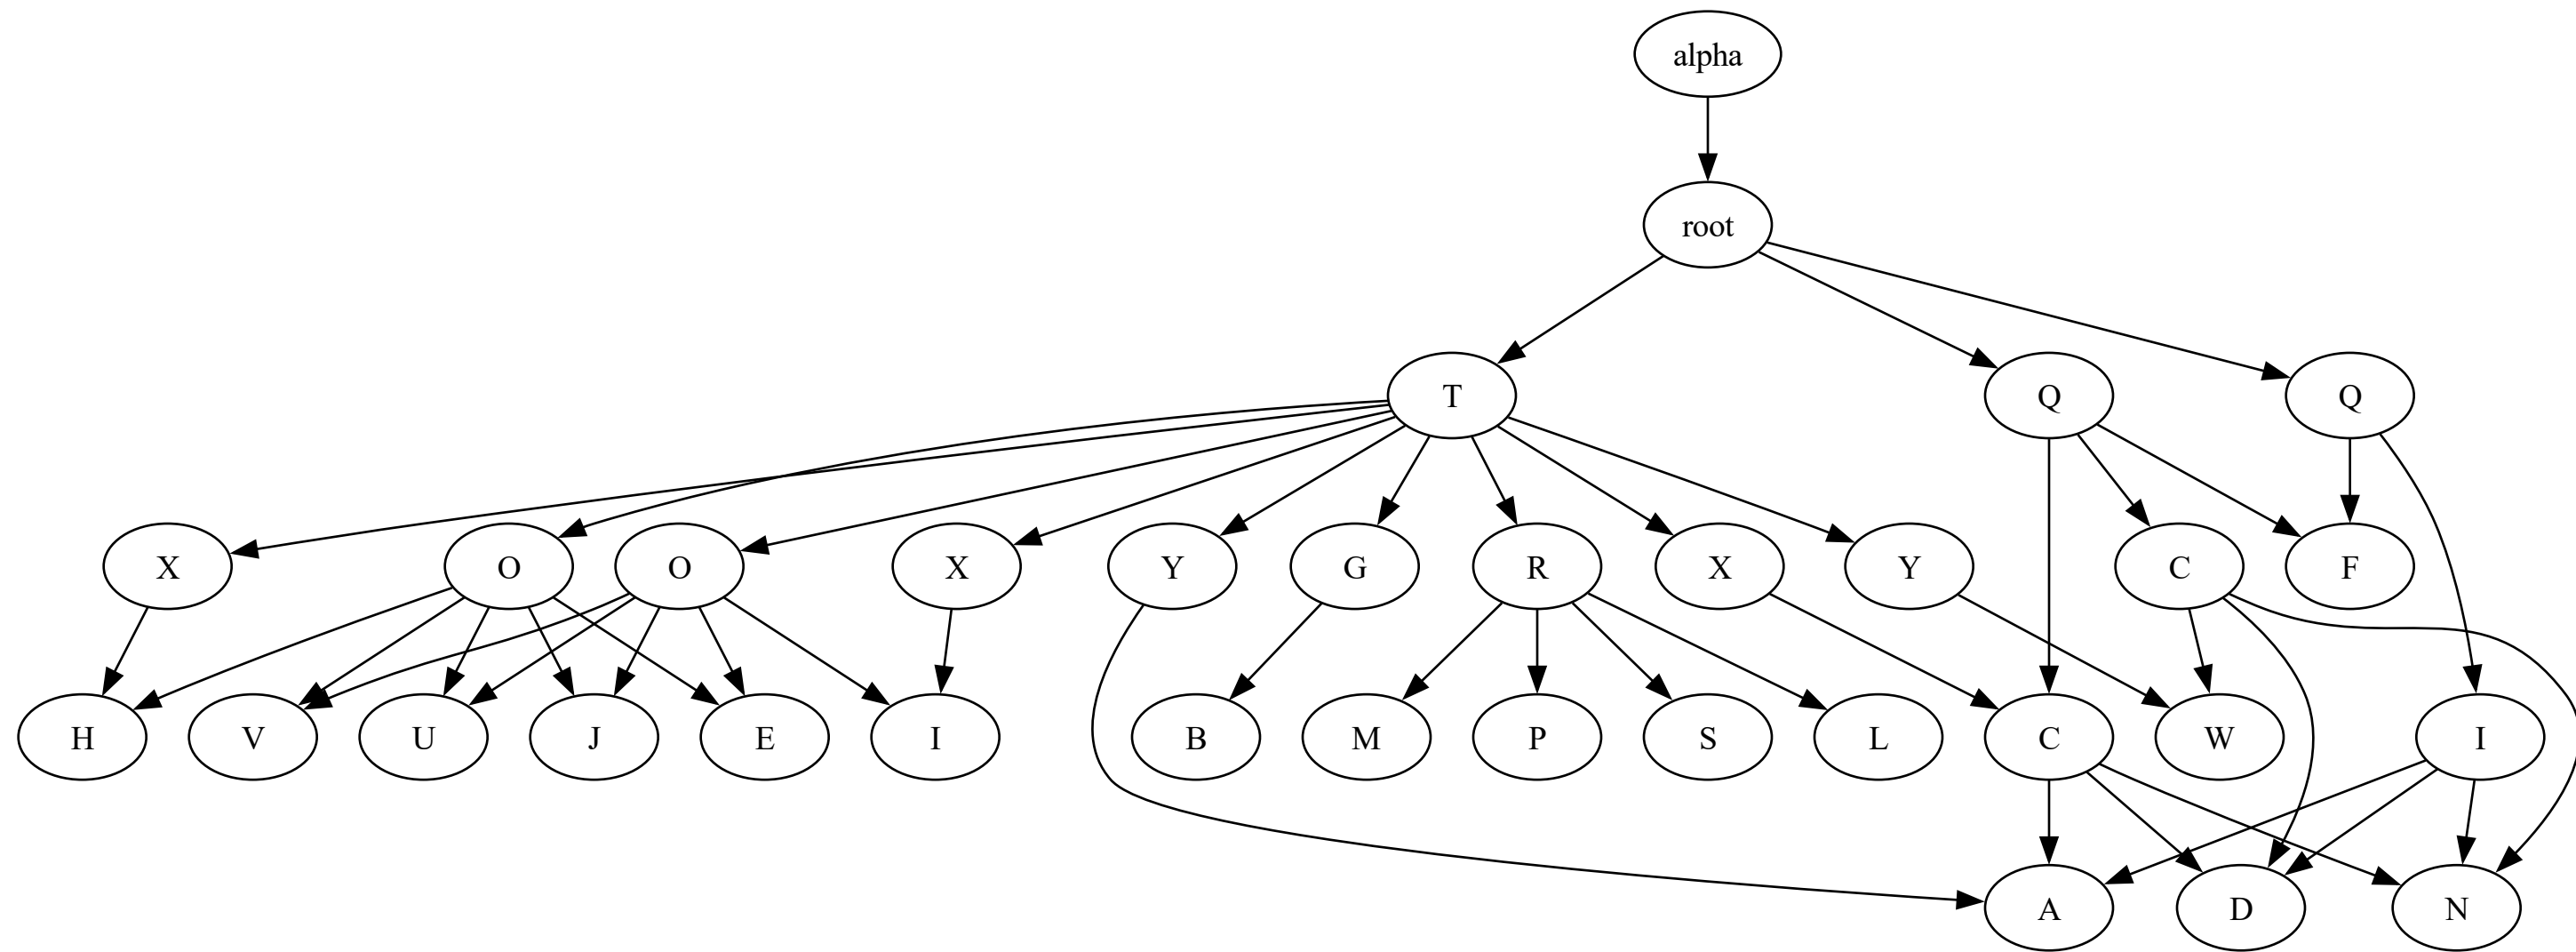 alpha
root
T Q Q
X O O X Y G R X Y C F
H V U J E I B M P S L C W I
A D N